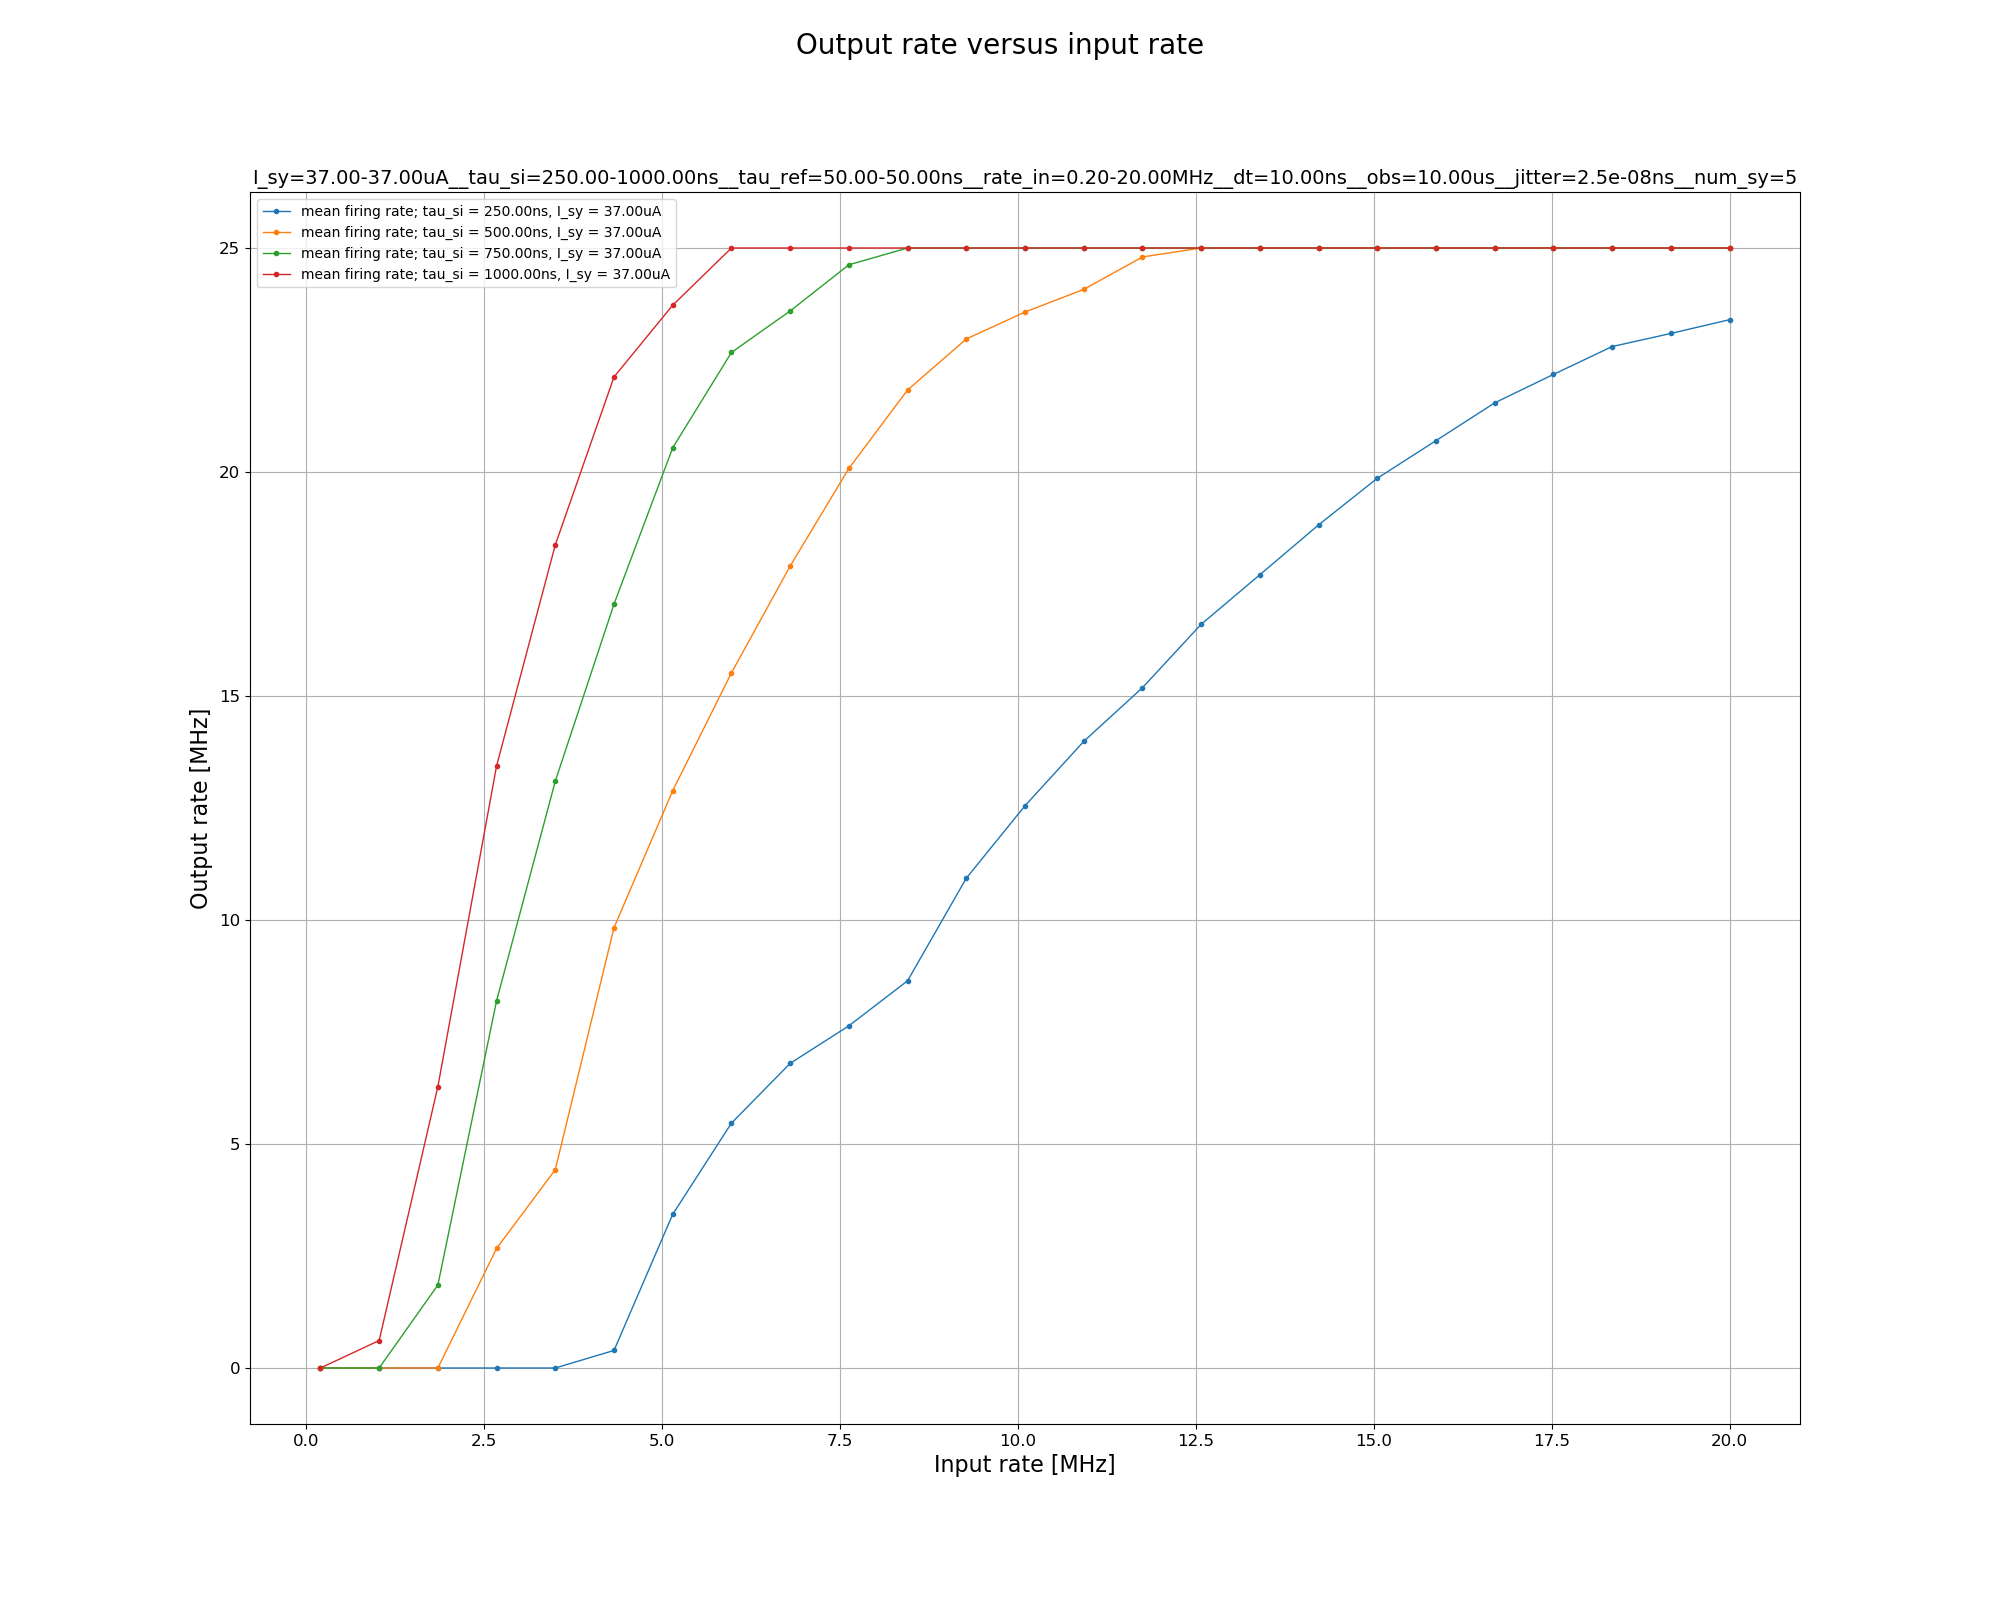 Output rate versus input rate
I_sy=37.00-37.00uA__tau_si=250.00-1000.00ns__tau_ref=50.00-50.00ns__rate_in=0.20-20.00MHz__dt=10.00ns__obs=10.00us__jitter=2.5e-08ns__num_sy=5
mean firing rate; tau_si = 250.00ns, I_sy = 37.00uA
mean firing rate; tau_si = 500.00ns, I_sy = 37.00uA
mean firing rate; tau_si = 750.00ns, I_sy = 37.00uA
mean firing rate; tau_si = 1000.00ns, I_sy = 37.00uA
25
20
15
10
5
0
Output rate [MHz]
0.0 2.5 5.0 7.5 10.0 12.5 15.0 17.5 20.0
Input rate [MHz]